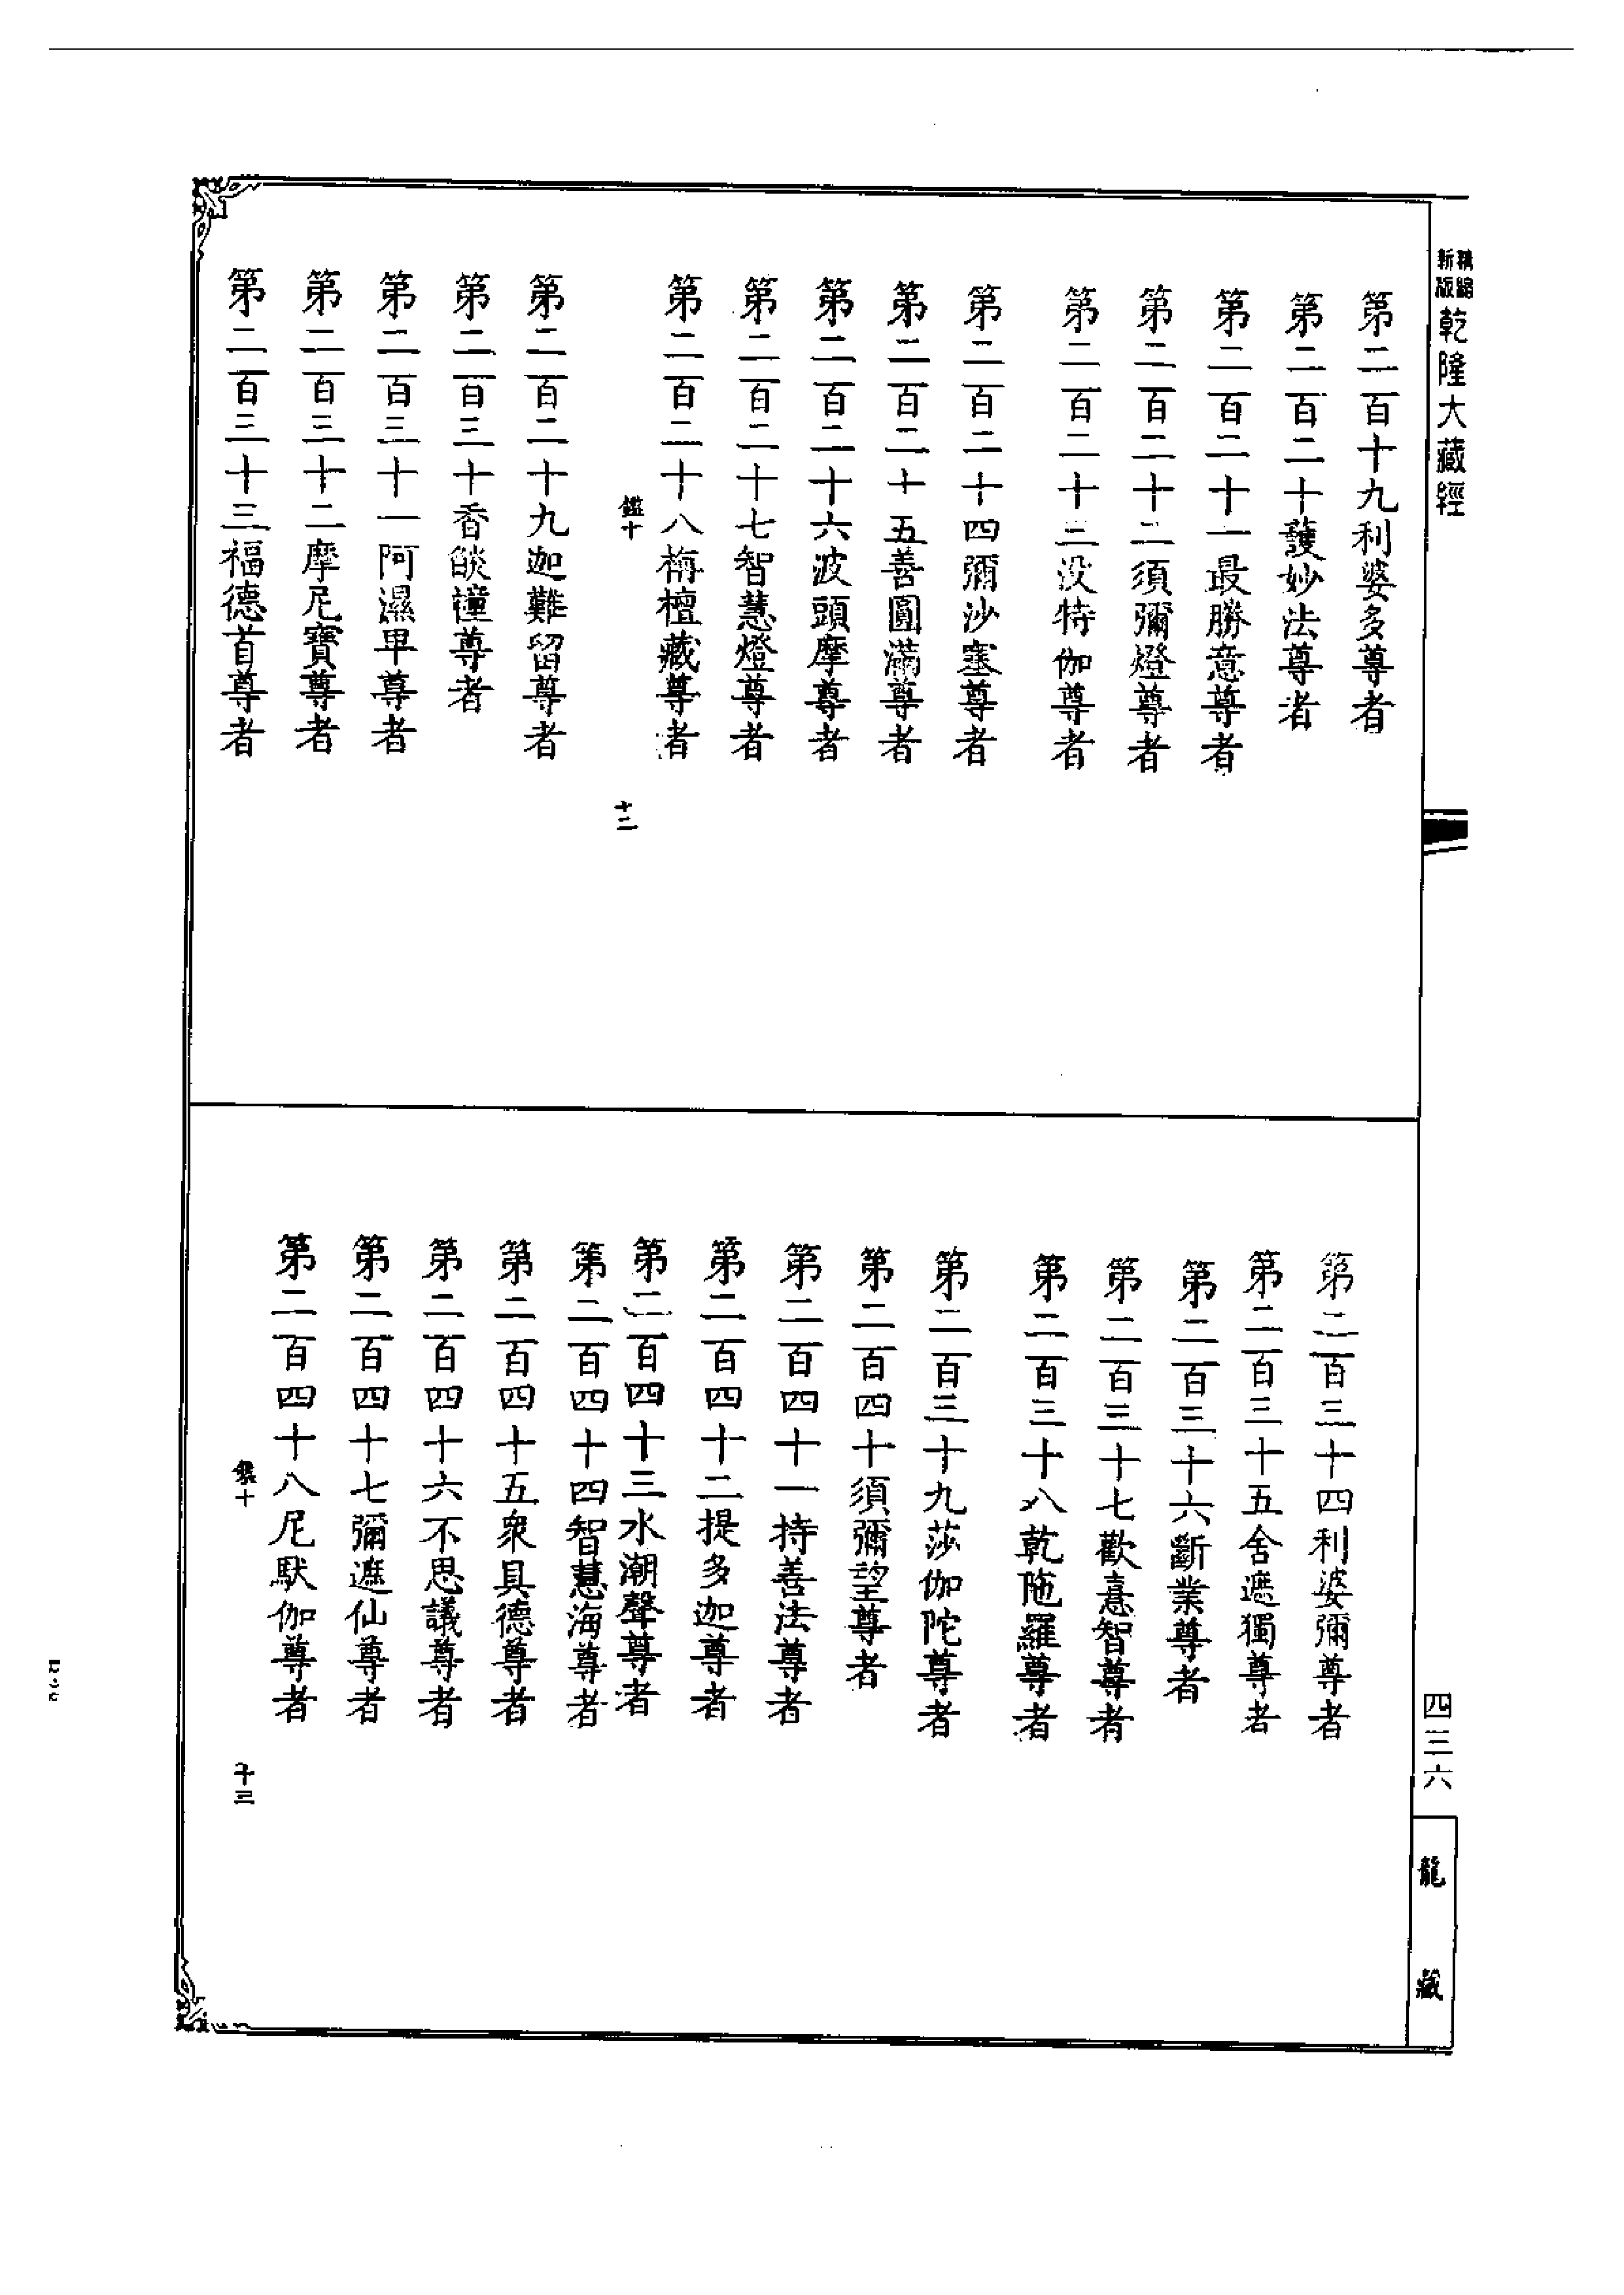 新版
乾隆大藏經
第二百十九利婆多尊者
第二百二十護妙法尊者
第二百二十一最勝意尊者
第二百二十二須彌燈尊者
第二百二十三没特伽尊者
第二百二十四彌沙塞尊者
第二百二十五善圓滿尊者
第二百二十六波頭摩尊者
第二百二十七智慧燈尊者
第二百二十八栴檀藏尊者
鑑十
十二
第二百二十九迦難留尊者
第二百三十香燄幢尊者
第二百三十一阿濕卑尊者
第二百三十二摩尼寶尊者
第二百三十三福德首尊者
第二百三十四利婆彌尊者
第二百三十五舍遮獨尊者
第二百三十六斷業尊者
第二百三十七歡憙智尊者
第二百三十八乾陁羅尊者
第二百三十九莎伽陀尊者
第二百四十須彌望尊者
第二百四十一持善法尊者
第二百四十二提多迦尊者
第二百四十三水潮聲尊者
第二百四十四智慧海尊者
第二百四十五衆具德尊者
第二百四十六不思議尊者
第二百四十七彌遮仙尊者
第二百四十八尼馱伽尊者
十
十三
四三六
龍藏